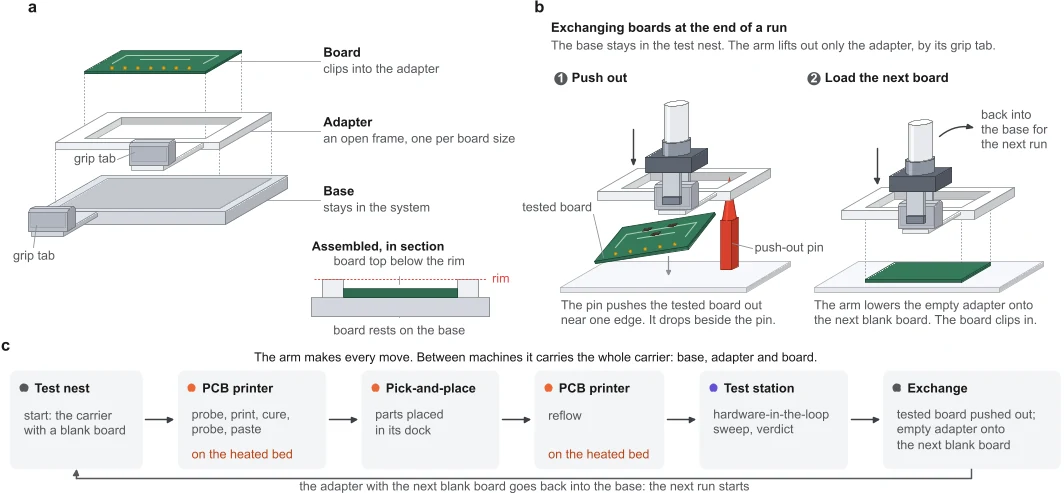 a
Board
clips into the adapter
Adapter
an open frame, one per board size
grip tab
Base
stays in the system
grip tab
Assembled, in section
board top below the rim
rim
board rests on the base
b
Exchanging boards at the end of a run
The base stays in the test nest. The arm lifts out only the adapter, by its grip tab.
1 Push out
tested board
push-out pin
The pin pushes the tested board out
near one edge. It drops beside the pin.
2 Load the next board
back into
the base for
the next run
The arm lowers the empty adapter onto
the next blank board. The board clips in.
c
The arm makes every move. Between machines it carries the whole carrier: base, adapter and board.
Test nest
start: the carrier
with a blank board
PCB printer
probe, print, cure,
probe, paste
on the heated bed
Pick-and-place
parts placed
in its dock
PCB printer
reflow
on the heated bed
Test station
hardware-in-the-loop
sweep, verdict
Exchange
tested board pushed out;
empty adapter onto
the next blank board
the adapter with the next blank board goes back into the base: the next run starts